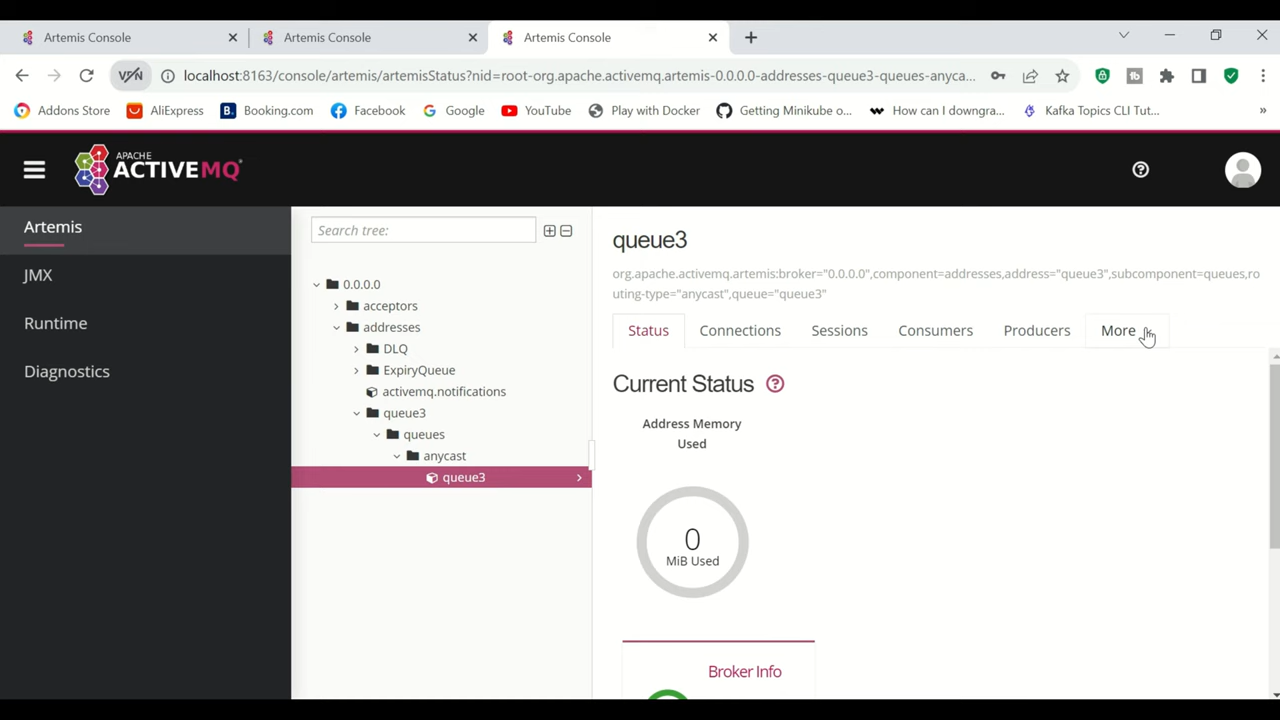 Artemis Console
Artemis Console
Artemis Console
VPN
localhost:8163/console/artemis/artemisStatus?nid=root-org.apache.activemq.artemis-0.0.0.0-addresses-queue3-queues-anyca...
Addons Store
AliExpress
B.
Booking.com
Facebook
Google
YouTube
Play with Docker
Getting Minikube o...
How can I downgra...
Kafka Topics CLI Tut...
»
APACHE
ACTIVEMQ
Artemis
JMX
Runtime
Diagnostics
Search tree:
0.0.0.0
acceptors
addresses
DLQ
ExpiryQueue
activemq.notifications
queue3
queues
anycast
queue3
queue3
org.apache.activemq.artemis:broker="0.0.0.0",component=addresses,address="queue3",subcomponent=queues,ro
uting-type="anycast",queue="queue3"
Status
Connections
Sessions
Consumers
Producers
More
Current Status
Address Memory
Used
0
MiB Used
Broker Info